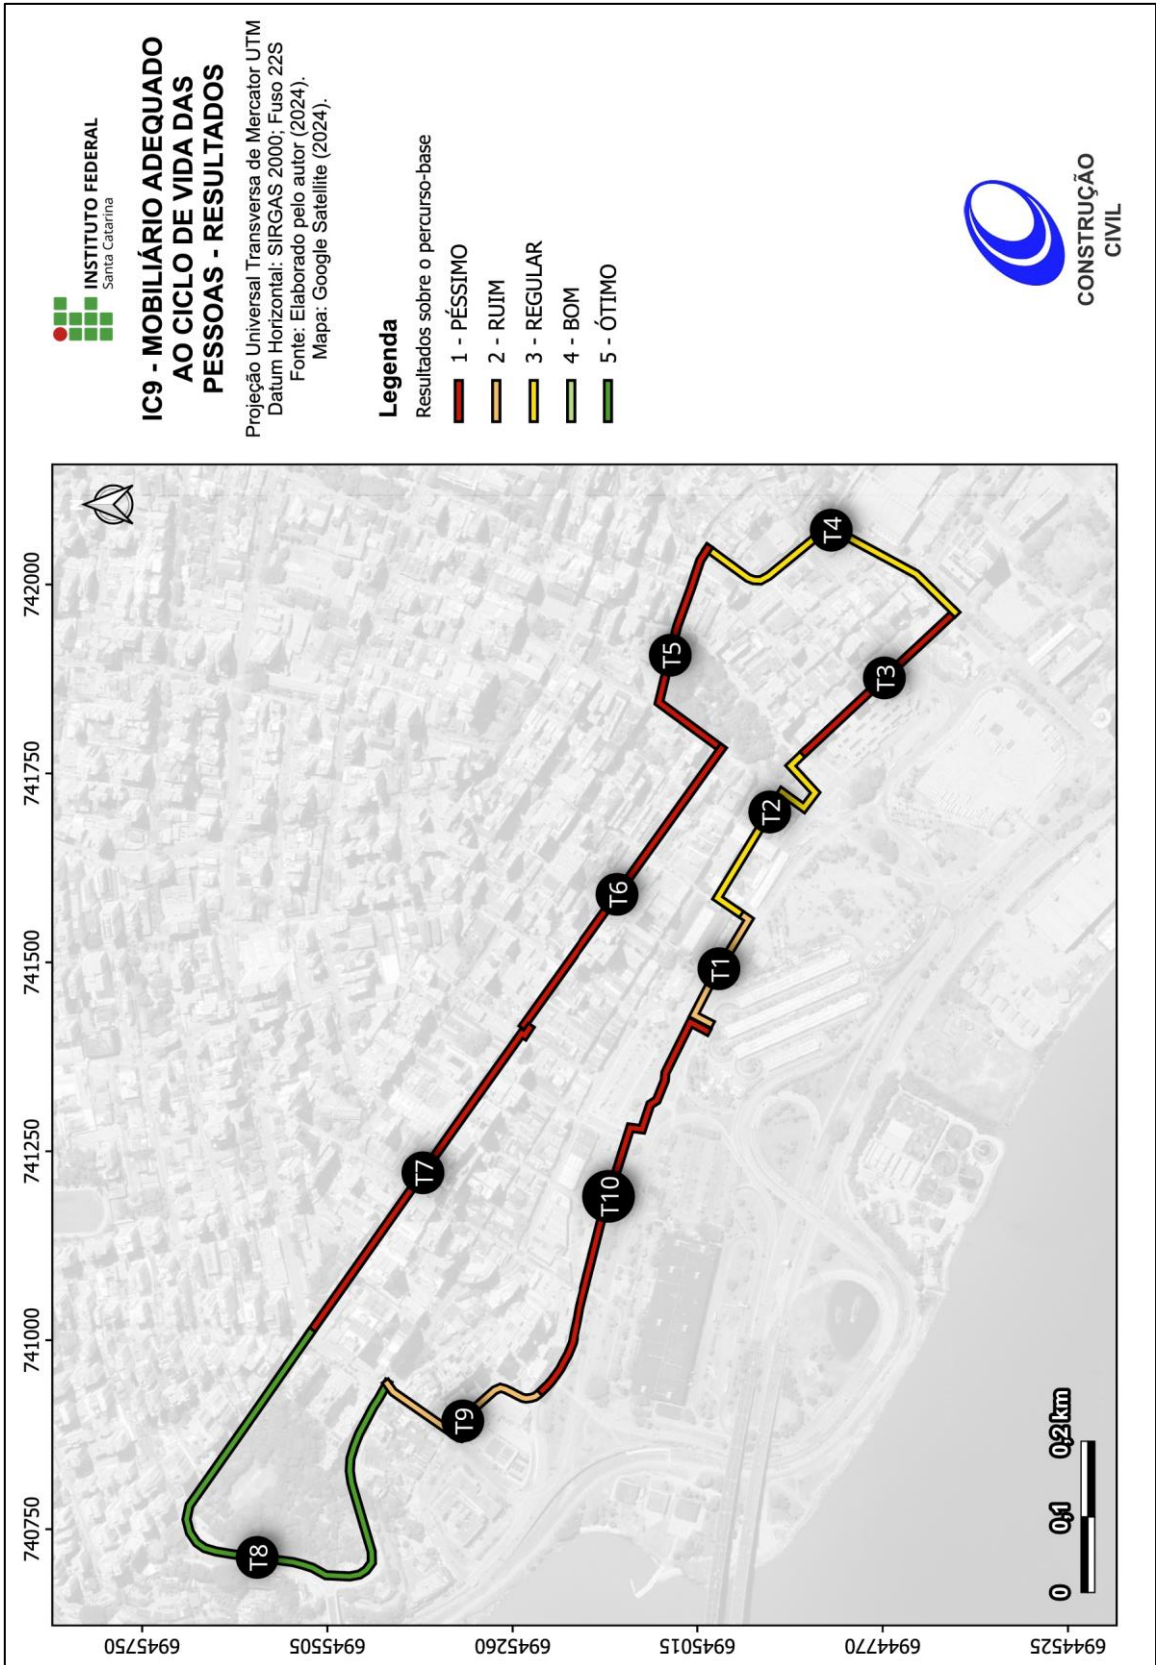 INSTITUTO FEDERAL
Santa Catarina
IC9 - MOBILIÁRIO ADEQUADO
AO CICLO DE VIDA DAS
PESSOAS - RESULTADOS
Projeção Universal Transversa de Mercator UTM
Datum Horizontal: SIRGAS 2000; Fuso 22S
Fonte: Elaborado pelo autor (2024).
Mapa: Google Satellite (2024).
Legenda
Resultados sobre o percurso-base
1 - PÉSSIMO
2 - RUIM
3 - REGULAR
4 - BOM
5 - ÓTIMO
CONSTRUÇÃO
CIVIL
740750
741000
741250
741500
741750
742000
6945750
6945505
6945260
6945015
6944770
6944525
T8
T7
T9
T6
T10
T5
T1
T2
T4
T3
0
0,1
0,2 km